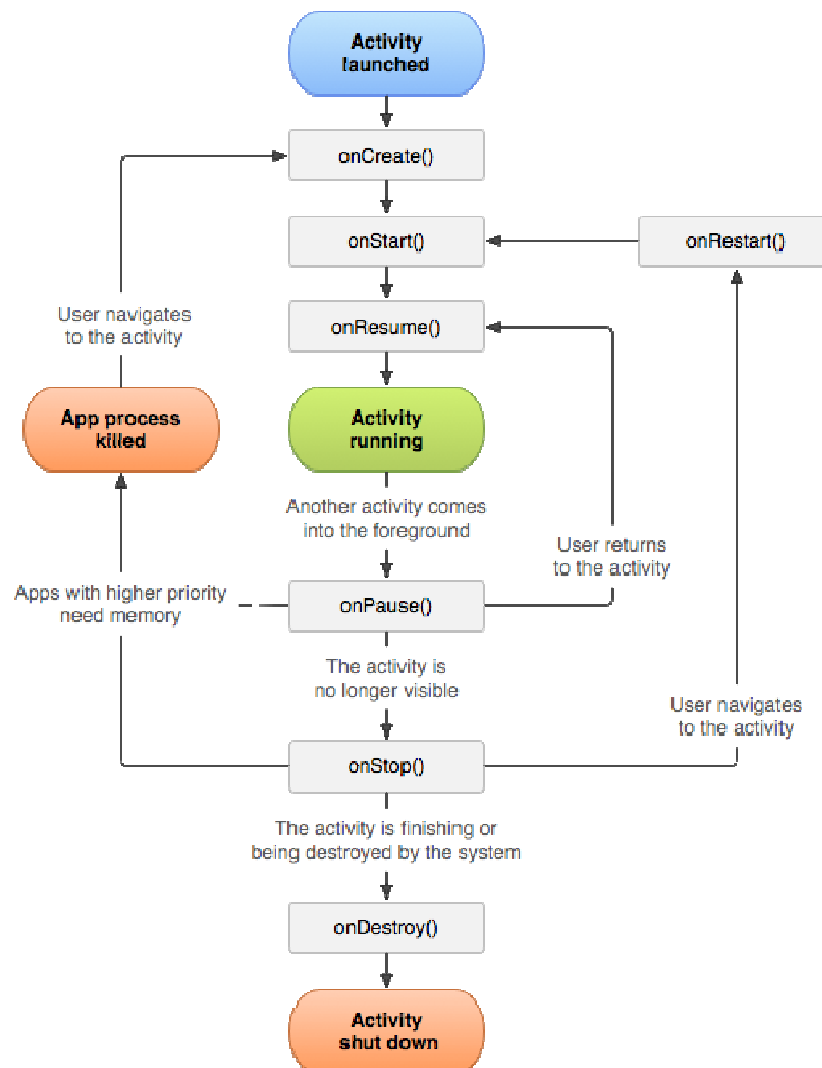 Activity
launched
onCreate()
onStart()
onRestart()
User navigates
to the activity
onResume()
App process
killed
Activity
running
Another activity comes
into the foreground
User returns
to the activity
Apps with higher priority
need memory
onPause()
The activity is
no longer visible
User navigates
to the activity
onStop()
The activity is finishing or
being destroyed by the system
onDestroy()
Activity
shut down